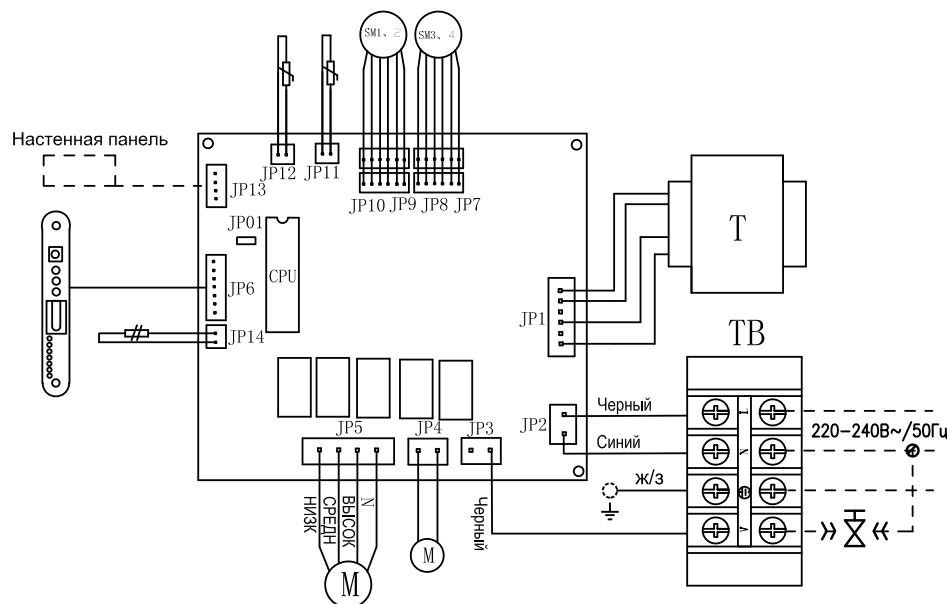 SM1、2
SM3、4
Настенная панель
JP12
JP11
JP13
JP10
JP9
JP8
JP7
JP01
CPU
JP6
JP14
JP1
T
TB
JP5
JP4
JP3
JP2
Черный
Синий
ж/з
L
N
V
220-240В~/50Гц
НИЗК
СРЕДН
ВЫСОК
N
Черный
M
M